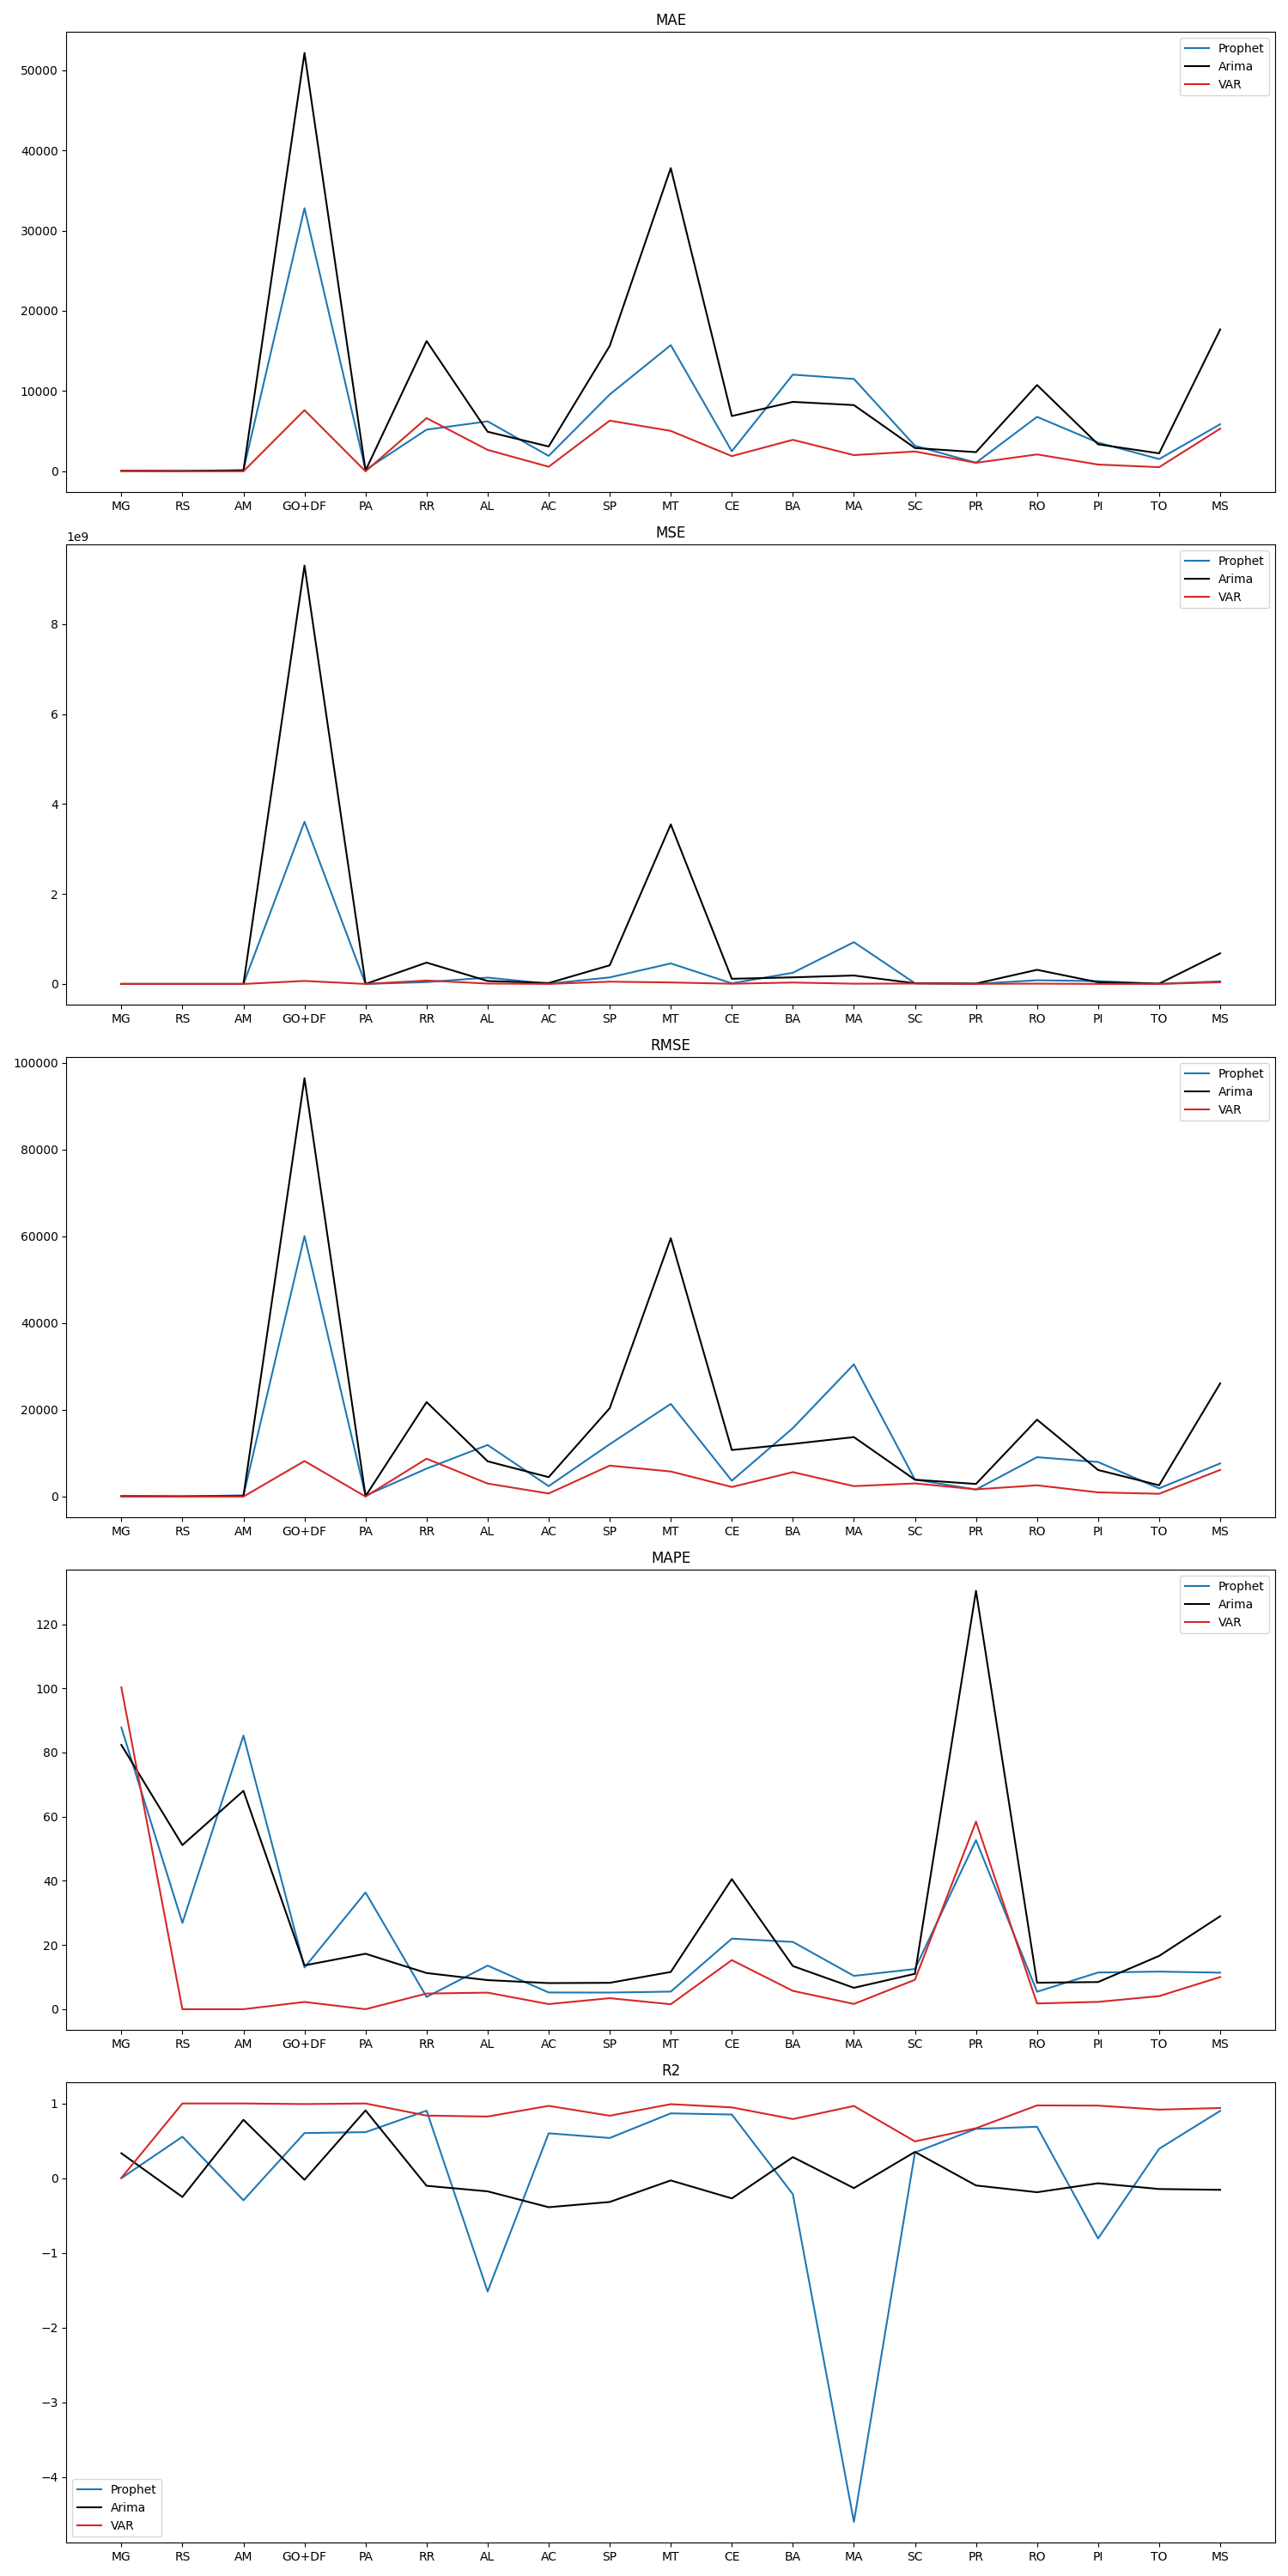 MAE
50000
40000
30000
20000
10000
0
Prophet
Arima
VAR
MG RS AM GO+DF PA RR AL AC SP MT CE BA MA SC PR RO PI TO MS
MSE
1e9
8
6
4
2
0
Prophet
Arima
VAR
MG RS AM GO+DF PA RR AL AC SP MT CE BA MA SC PR RO PI TO MS
RMSE
100000
80000
60000
40000
20000
0
Prophet
Arima
VAR
MG RS AM GO+DF PA RR AL AC SP MT CE BA MA SC PR RO PI TO MS
MAPE
120
100
80
60
40
20
0
Prophet
Arima
VAR
MG RS AM GO+DF PA RR AL AC SP MT CE BA MA SC PR RO PI TO MS
R2
1
0
−1
−2
−3
−4
Prophet
Arima
VAR
MG RS AM GO+DF PA RR AL AC SP MT CE BA MA SC PR RO PI TO MS